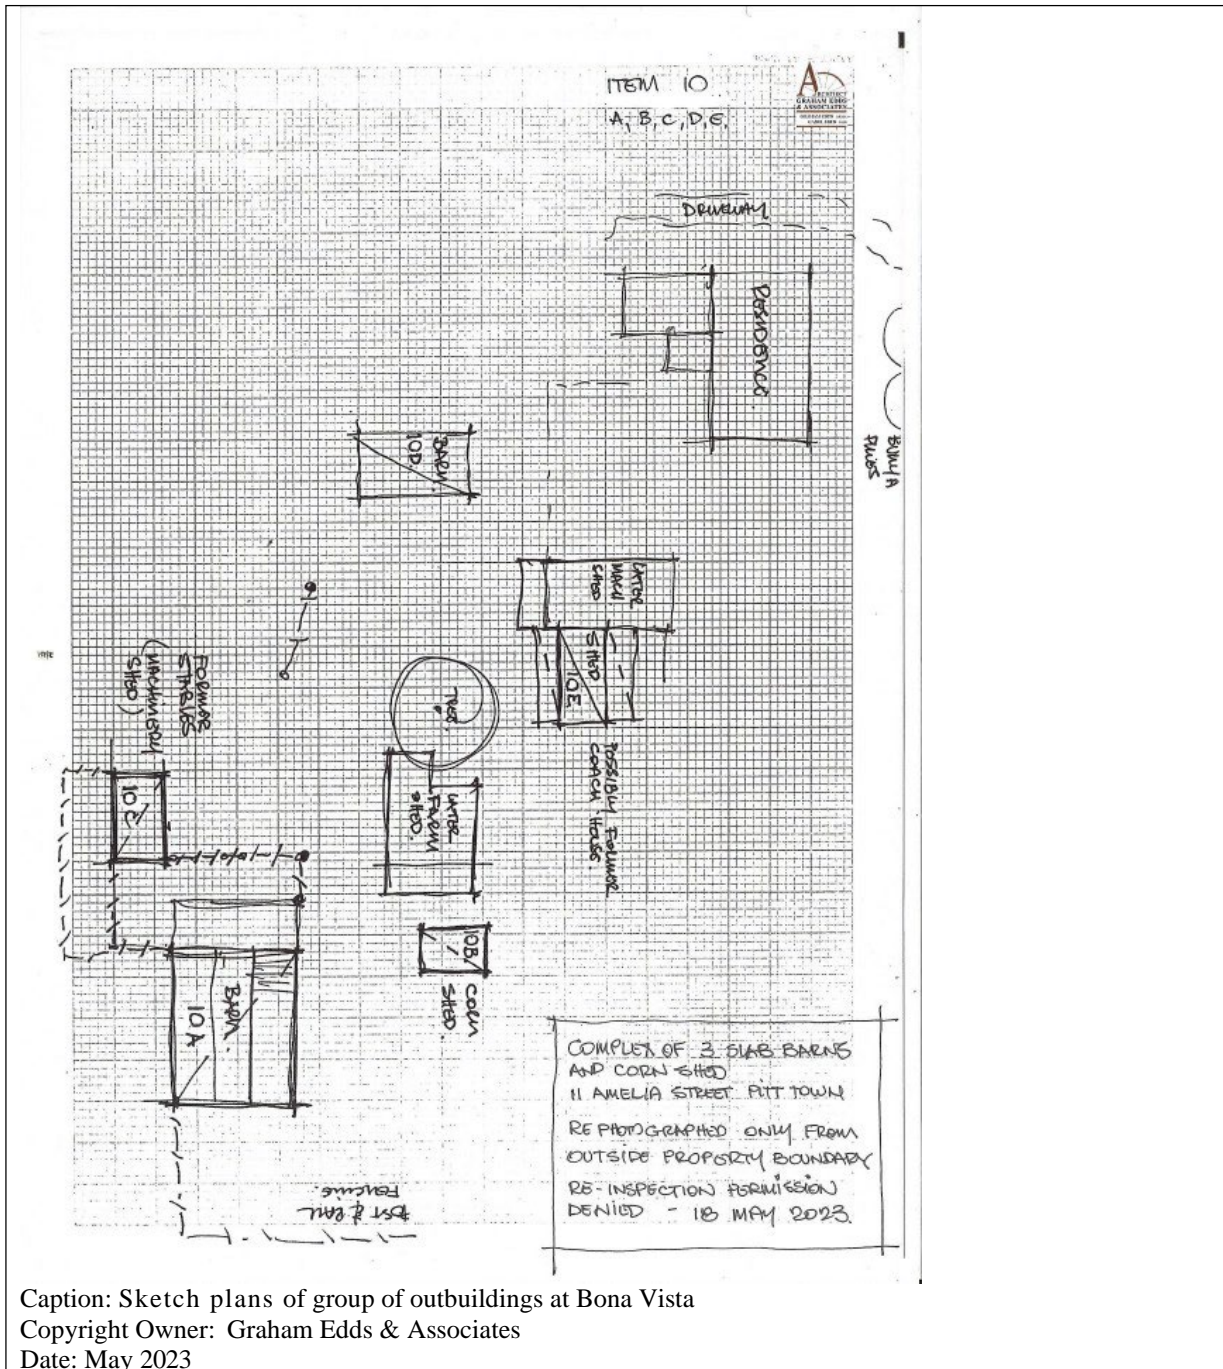 ITEM 10
A, B, C, D, E.
ARCHITECT
GRAHAM EDDS
& ASSOCIATES
DRIVEWAY
RESIDENCE.
BUNYA
PINES
BARN.
10D.
LATER
MACH.
SHED
SHED
10E.
POSSIBLY FORMER
COACH HOUSE.
TREE.
FORMER
STABLES
(MACHINERY
SHED)
10C
LATER
FARM
SHED.
10B
CORN
SHED.
BARN.
10A
POST & RAIL
FENCING.
COMPLEX OF 3 SLAB BARNS
AND CORN SHED
11 AMELIA STREET PITT TOWN
RE PHOTOGRAPHED ONLY FROM
OUTSIDE PROPERTY BOUNDARY
RE-INSPECTION PERMISSION
DENIED - 18 MAY 2023.
Caption: Sketch plans of group of outbuildings at Bona Vista
Copyright Owner: Graham Edds & Associates
Date: May 2023